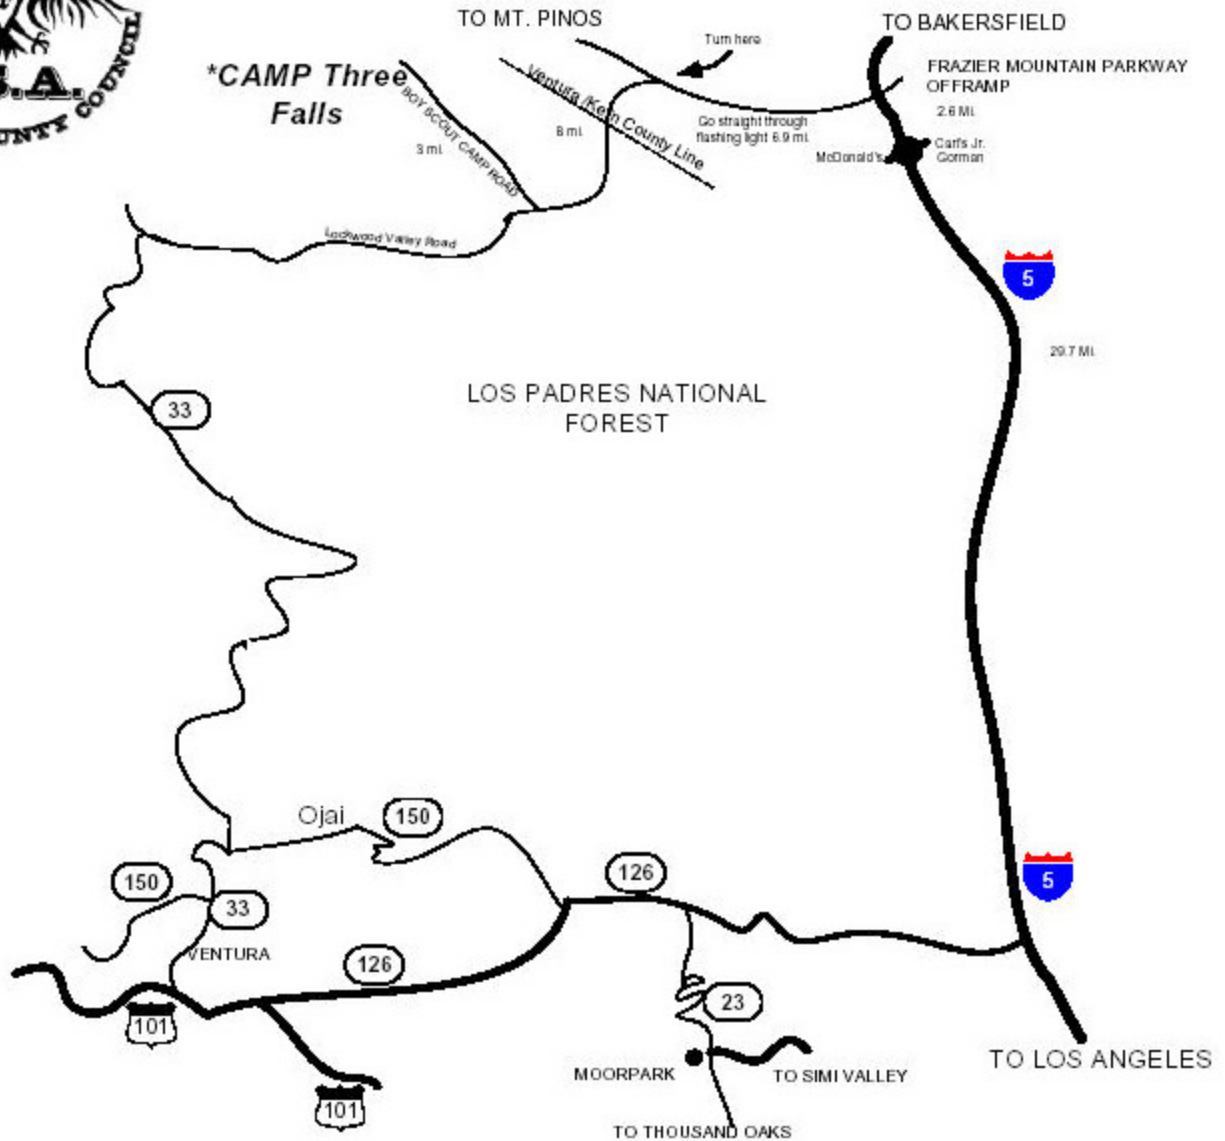 TO MT. PINOS
TO BAKERSFIELD
Turn here
FRAZIER MOUNTAIN PARKWAY
OFFRAMP
2.6 Mi.
*CAMP Three
Falls
S.A.
COUNTY COUNCIL
BOY SCOUT CAMP ROAD
3 mi.
Ventura /Kern County Line
8 mi.
Go straight through
flashing light 6.9 mi.
McDonald's
Carl's Jr.
Gorman
Lockwood Valley Road
5
29.7 Mi.
33
LOS PADRES NATIONAL
FOREST
Ojai
150
126
5
150
33
VENTURA
126
101
23
101
MOORPARK
TO SIMI VALLEY
TO LOS ANGELES
TO THOUSAND OAKS